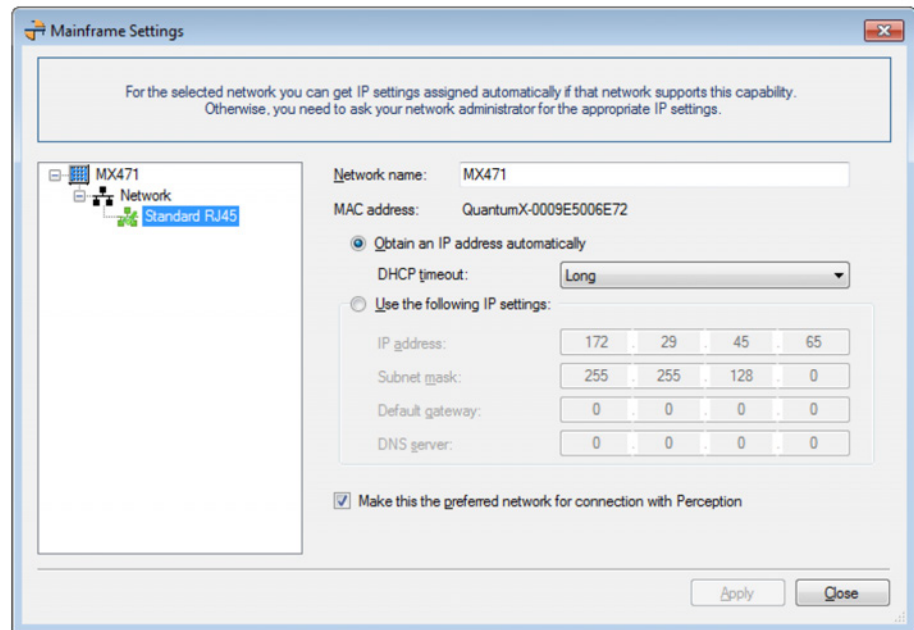 Mainframe Settings
For the selected network you can get IP settings assigned automatically if that network supports this capability.
Otherwise, you need to ask your network administrator for the appropriate IP settings.
MX471
Network
Standard RJ45
Network name: MX471
MAC address: QuantumX-0009E5006E72
Obtain an IP address automatically
DHCP timeout: Long
Use the following IP settings:
IP address: 172 . 29 . 45 . 65
Subnet mask: 255 . 255 . 128 . 0
Default gateway: 0 . 0 . 0 . 0
DNS server: 0 . 0 . 0 . 0
Make this the preferred network for connection with Perception
Apply Close